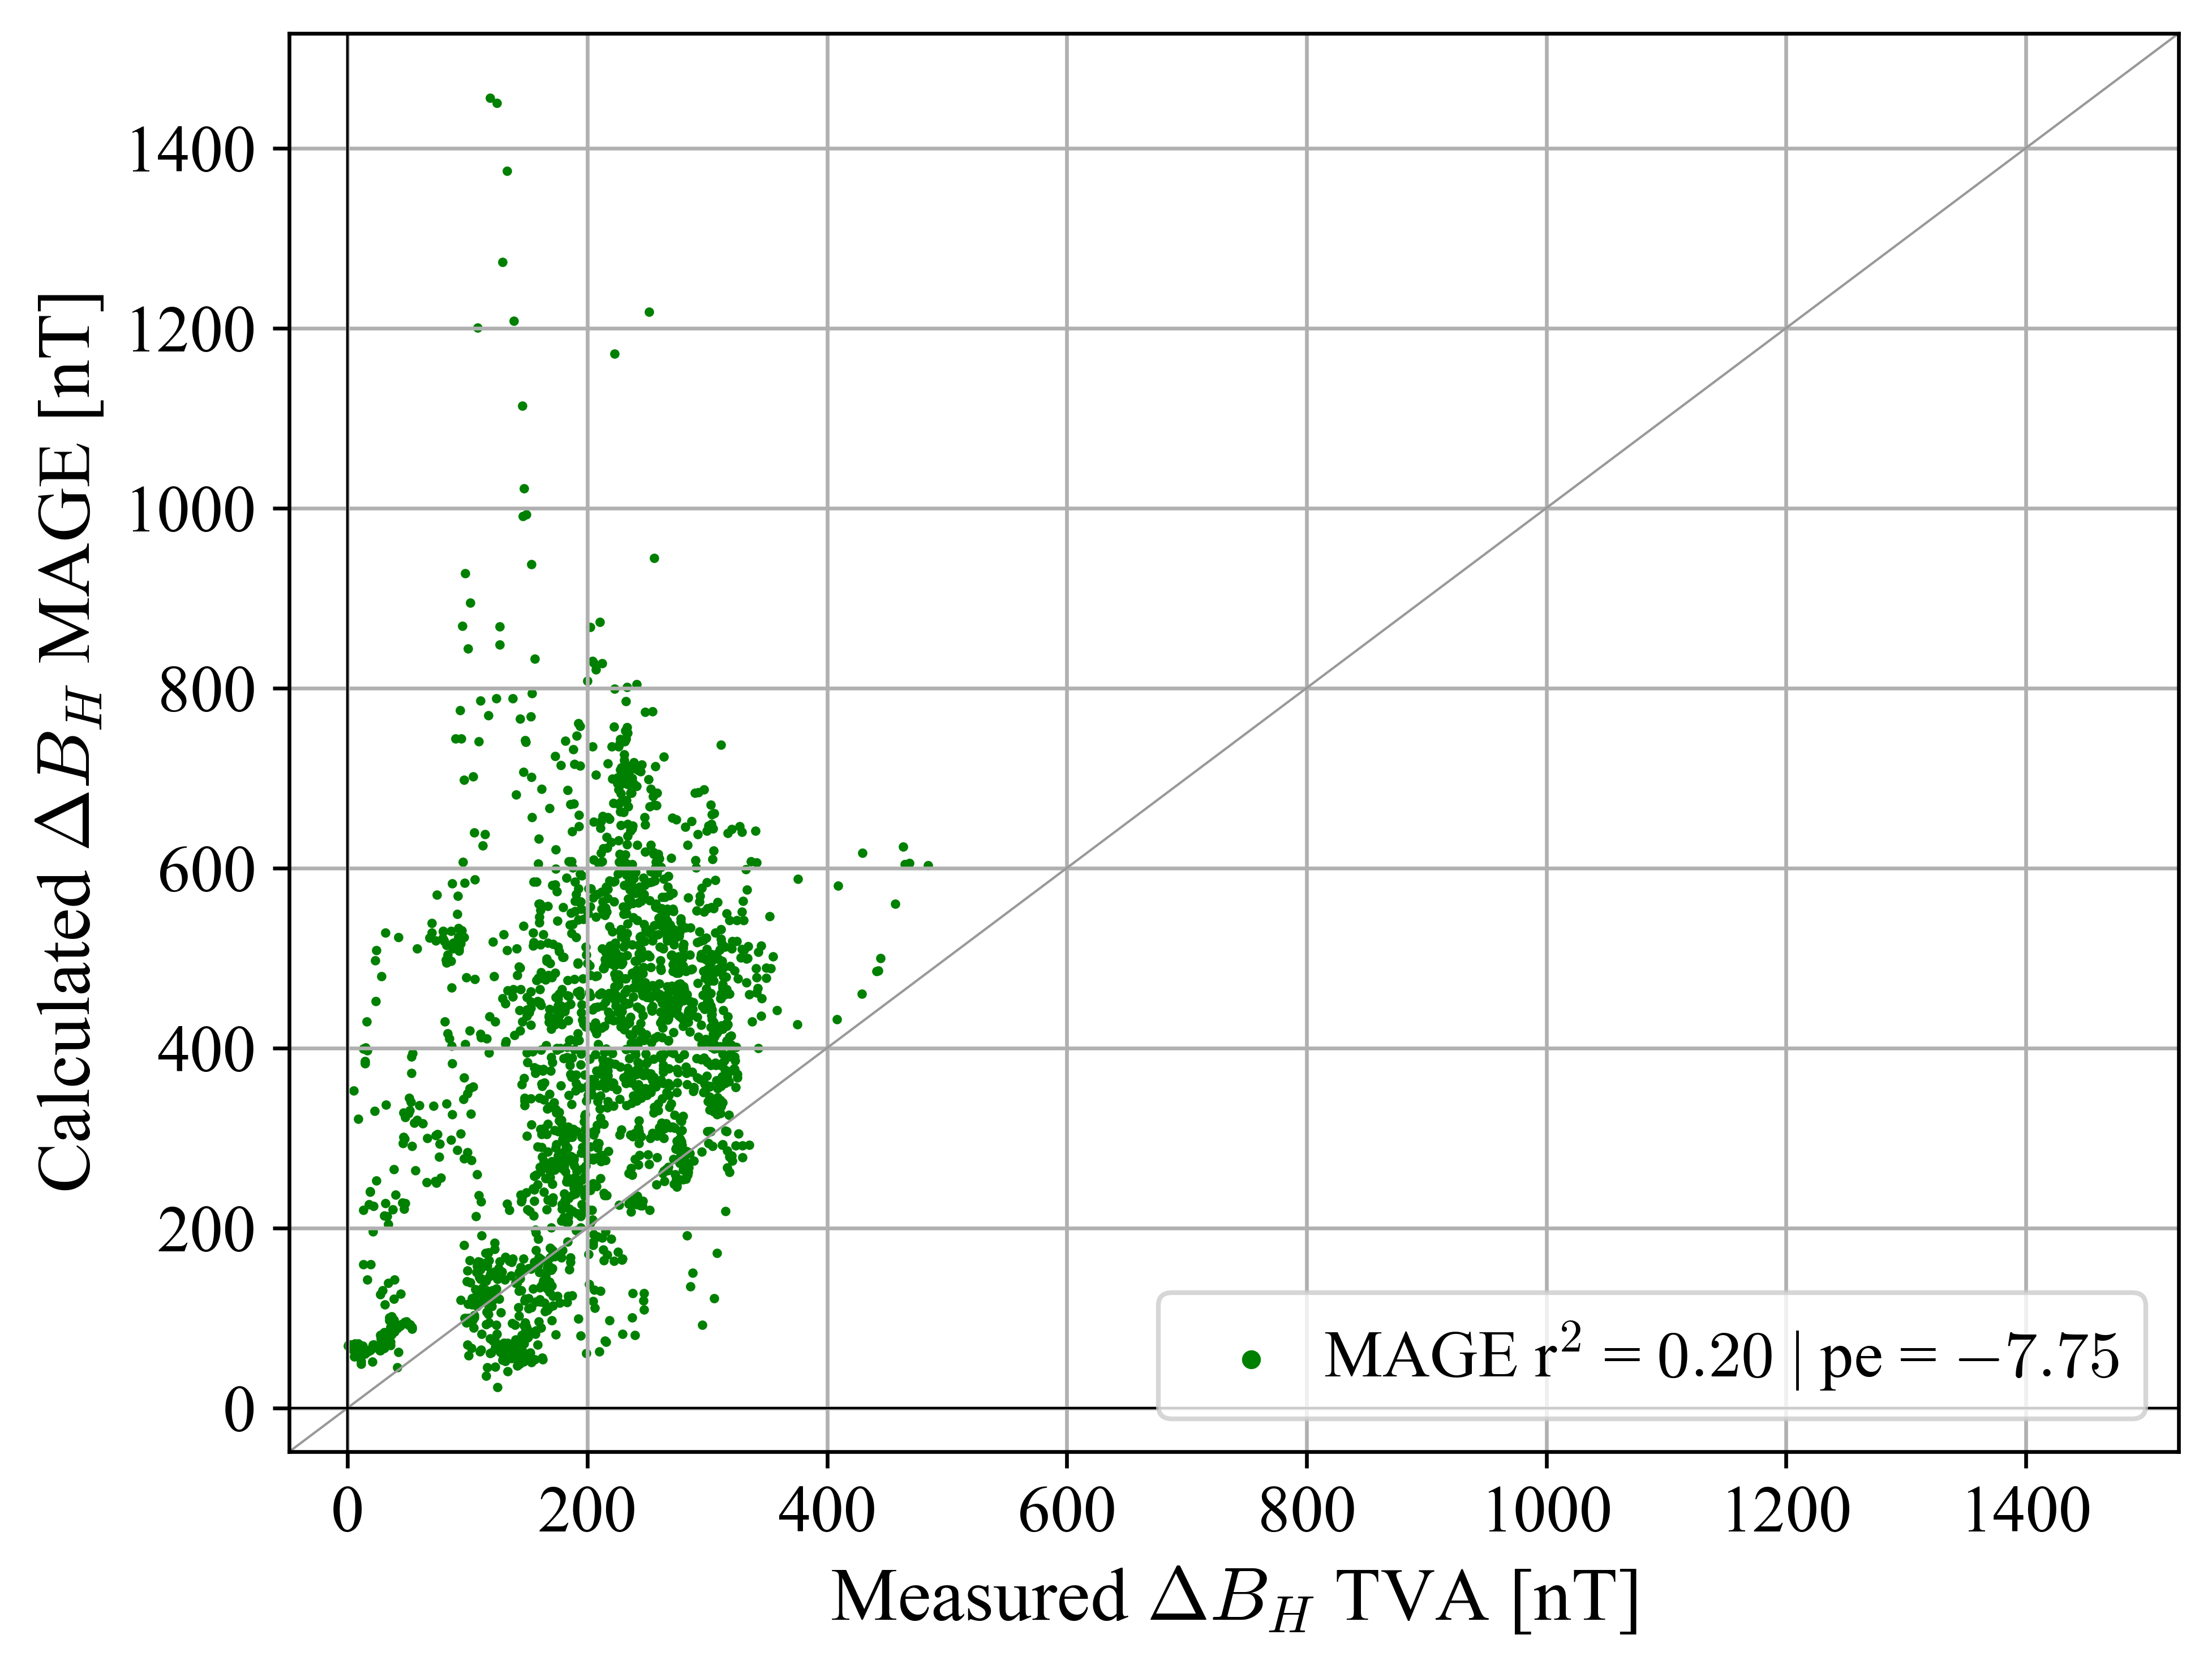 Calculated ΔB_H MAGE [nT]
1400
1200
1000
800
600
400
200
0
MAGE r² = 0.20 | pe = −7.75
0 200 400 600 800 1000 1200 1400
Measured ΔB_H TVA [nT]